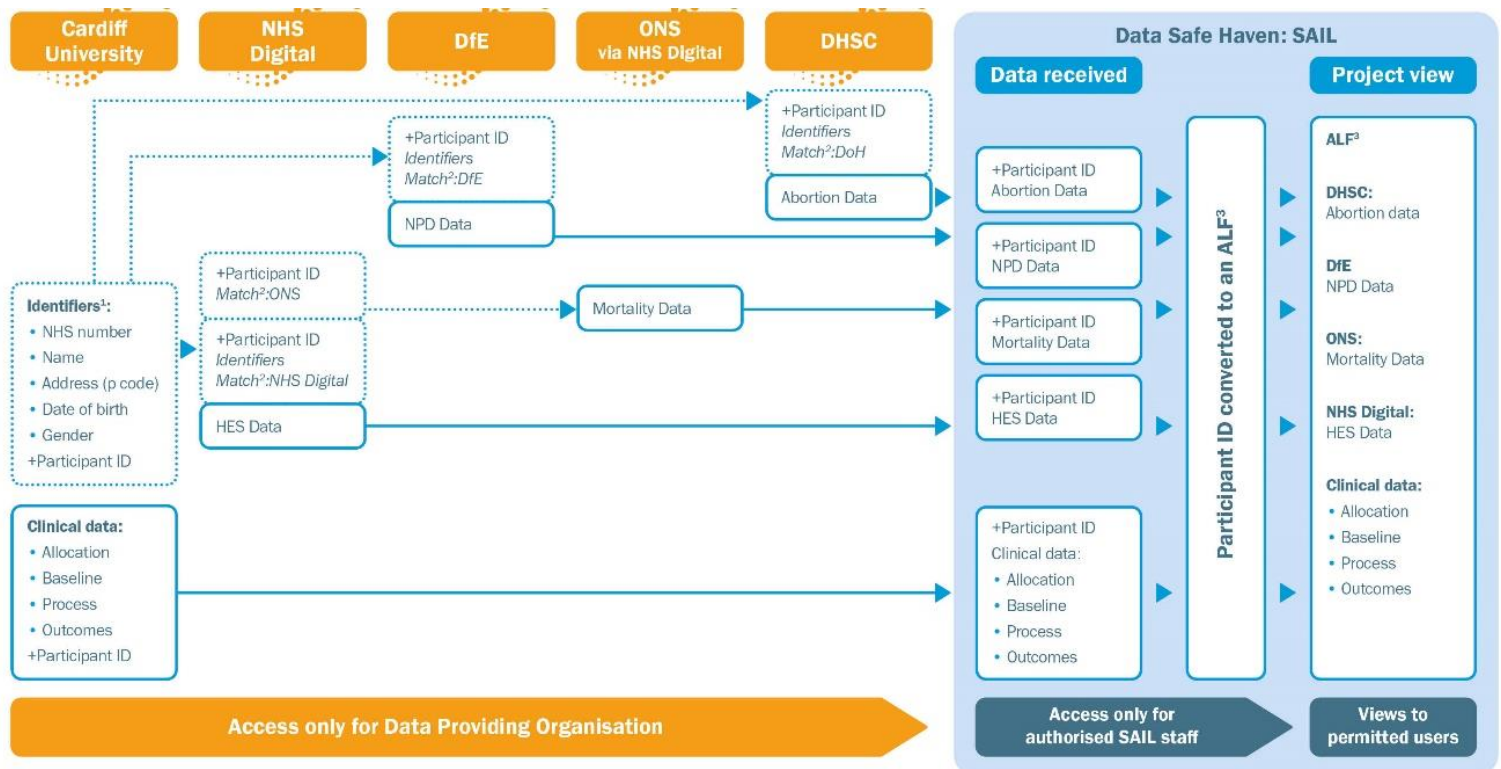 Cardiff
University
NHS
Digital
DfE
ONS
via NHS Digital
DHSC
Data Safe Haven: SAIL
Data received
Project view
Identifiers¹:
• NHS number
• Name
• Address (p code)
• Date of birth
• Gender
+Participant ID
Clinical data:
• Allocation
• Baseline
• Process
• Outcomes
+Participant ID
+Participant ID
Match²:ONS
+Participant ID
Identifiers
Match²:NHS Digital
HES Data
+Participant ID
Identifiers
Match²:DfE
NPD Data
Mortality Data
+Participant ID
Identifiers
Match²:DoH
Abortion Data
+Participant ID
Abortion Data
+Participant ID
NPD Data
+Participant ID
Mortality Data
+Participant ID
HES Data
+Participant ID
Clinical data:
• Allocation
• Baseline
• Process
• Outcomes
Participant ID converted to an ALF³
ALF³
DHSC:
Abortion data
DfE
NPD Data
ONS:
Mortality Data
NHS Digital:
HES Data
Clinical data:
• Allocation
• Baseline
• Process
• Outcomes
Access only for Data Providing Organisation
Access only for
authorised SAIL staff
Views to
permitted users